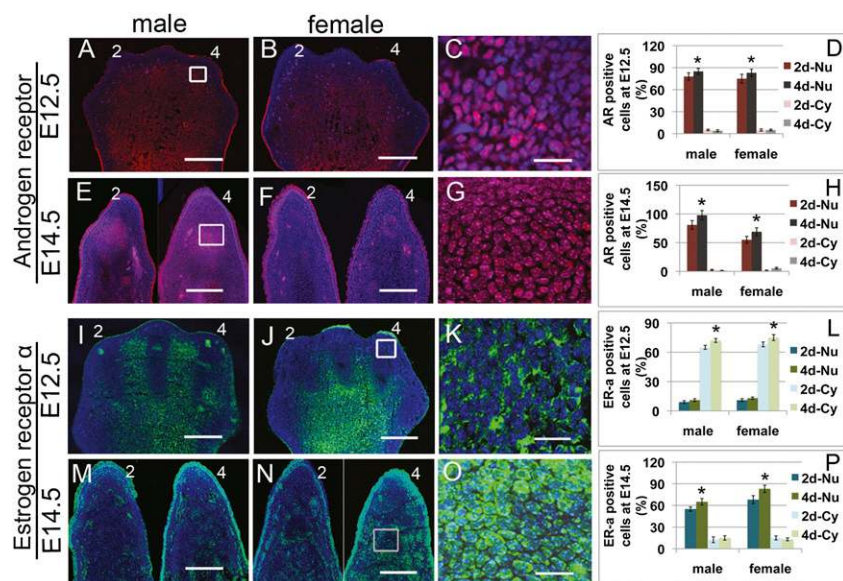 male female
Androgen receptor
E12.5
E14.5
Estrogen receptor α
E12.5
E14.5
A 2 4
B 2 4
C
D
AR positive
cells at E12.5
(%)
120
90
60
30
0
male female
2d-Nu
4d-Nu
2d-Cy
4d-Cy
* *
E 2 4
F 2 4
G
H
AR positive
cells at E14.5
(%)
150
100
50
0
male female
2d-Nu
4d-Nu
2d-Cy
4d-Cy
* *
I 2 4
J 2 4
K
L
ER-a positive
cells at E12.5
(%)
90
60
30
0
male female
2d-Nu
4d-Nu
2d-Cy
4d-Cy
* *
M 2 4
N 2 4
O
P
ER-a positive
cells at E14.5
(%)
120
90
60
30
0
male female
2d-Nu
4d-Nu
2d-Cy
4d-Cy
* *